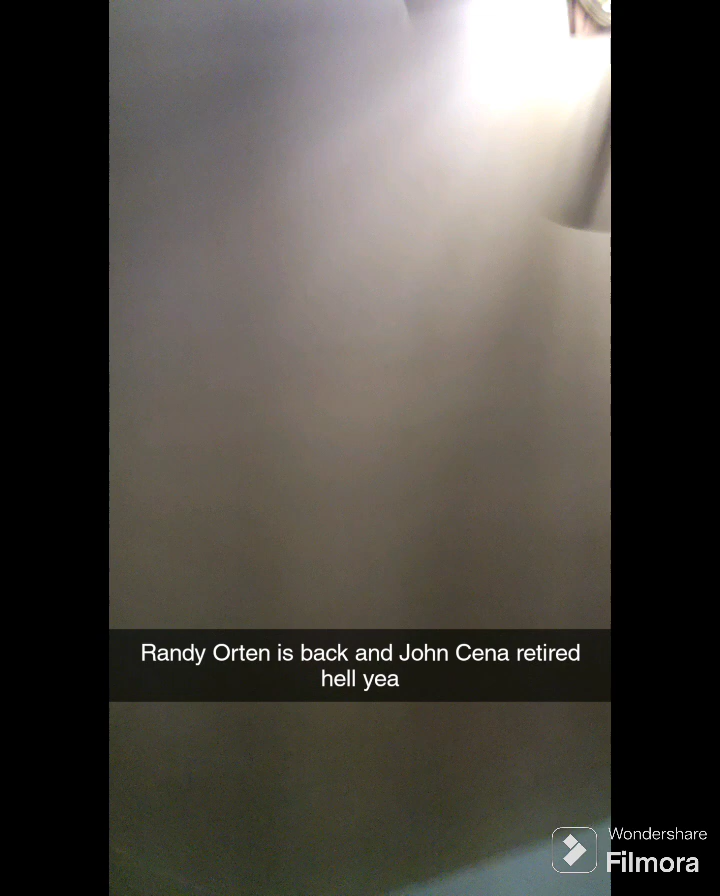 Randy Orten is back and John Cena retired
hell yea
Wondershare
Filmora